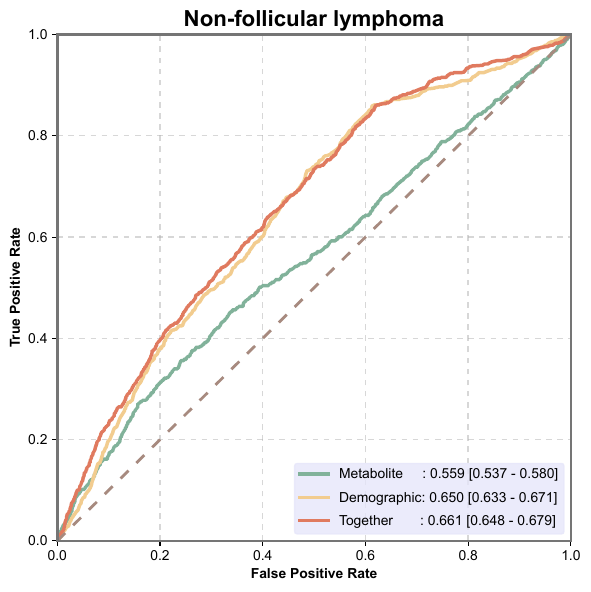 Non-follicular lymphoma
True Positive Rate
1.0
0.8
0.6
0.4
0.2
0.0
Metabolite : 0.559 [0.537 - 0.580]
Demographic: 0.650 [0.633 - 0.671]
Together : 0.661 [0.648 - 0.679]
0.0 0.2 0.4 0.6 0.8 1.0
False Positive Rate